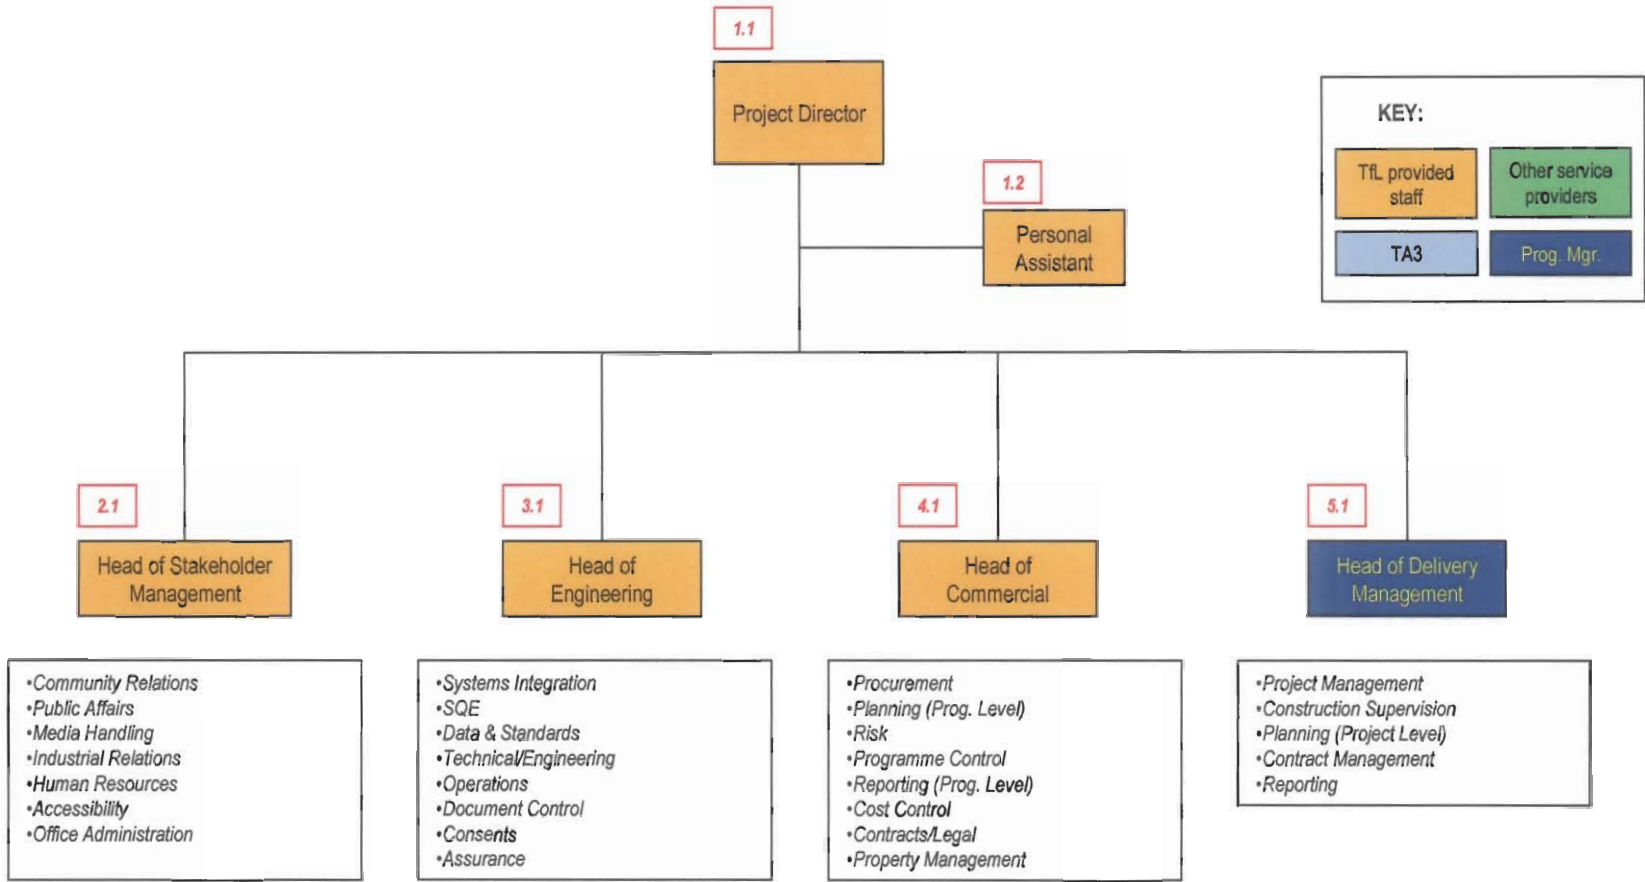 1.1
Project Director
1.2
Personal
Assistant
KEY:
TfL provided
staff
Other service
providers
TA3
Prog. Mgr.
2.1
Head of Stakeholder
Management
•Community Relations
•Public Affairs
•Media Handling
•Industrial Relations
•Human Resources
•Accessibility
•Office Administration
3.1
Head of
Engineering
•Systems Integration
•SQE
•Data & Standards
•Technical/Engineering
•Operations
•Document Control
•Consents
•Assurance
4.1
Head of
Commercial
•Procurement
•Planning (Prog. Level)
•Risk
•Programme Control
•Reporting (Prog. Level)
•Cost Control
•Contracts/Legal
•Property Management
5.1
Head of Delivery
Management
•Project Management
•Construction Supervision
•Planning (Project Level)
•Contract Management
•Reporting